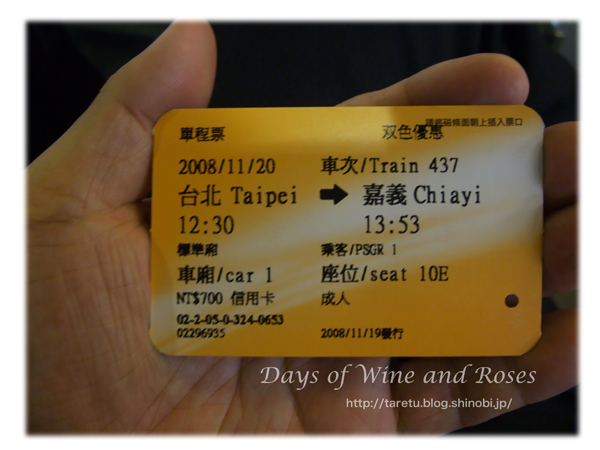 請將磁條面朝上插入票口
單程票 双色優惠
2008/11/20 車次/Train 437
台北 Taipei ➡ 嘉義 Chiayi
12:30 13:53
標準廂 乘客/PSGR 1
車廂/car 1 座位/seat 10E
NT$700 信用卡 成人
02-2-05-0-324-0653
02296935 2008/11/19發行
Days of Wine and Roses
http://taretu.blog.shinobi.jp/